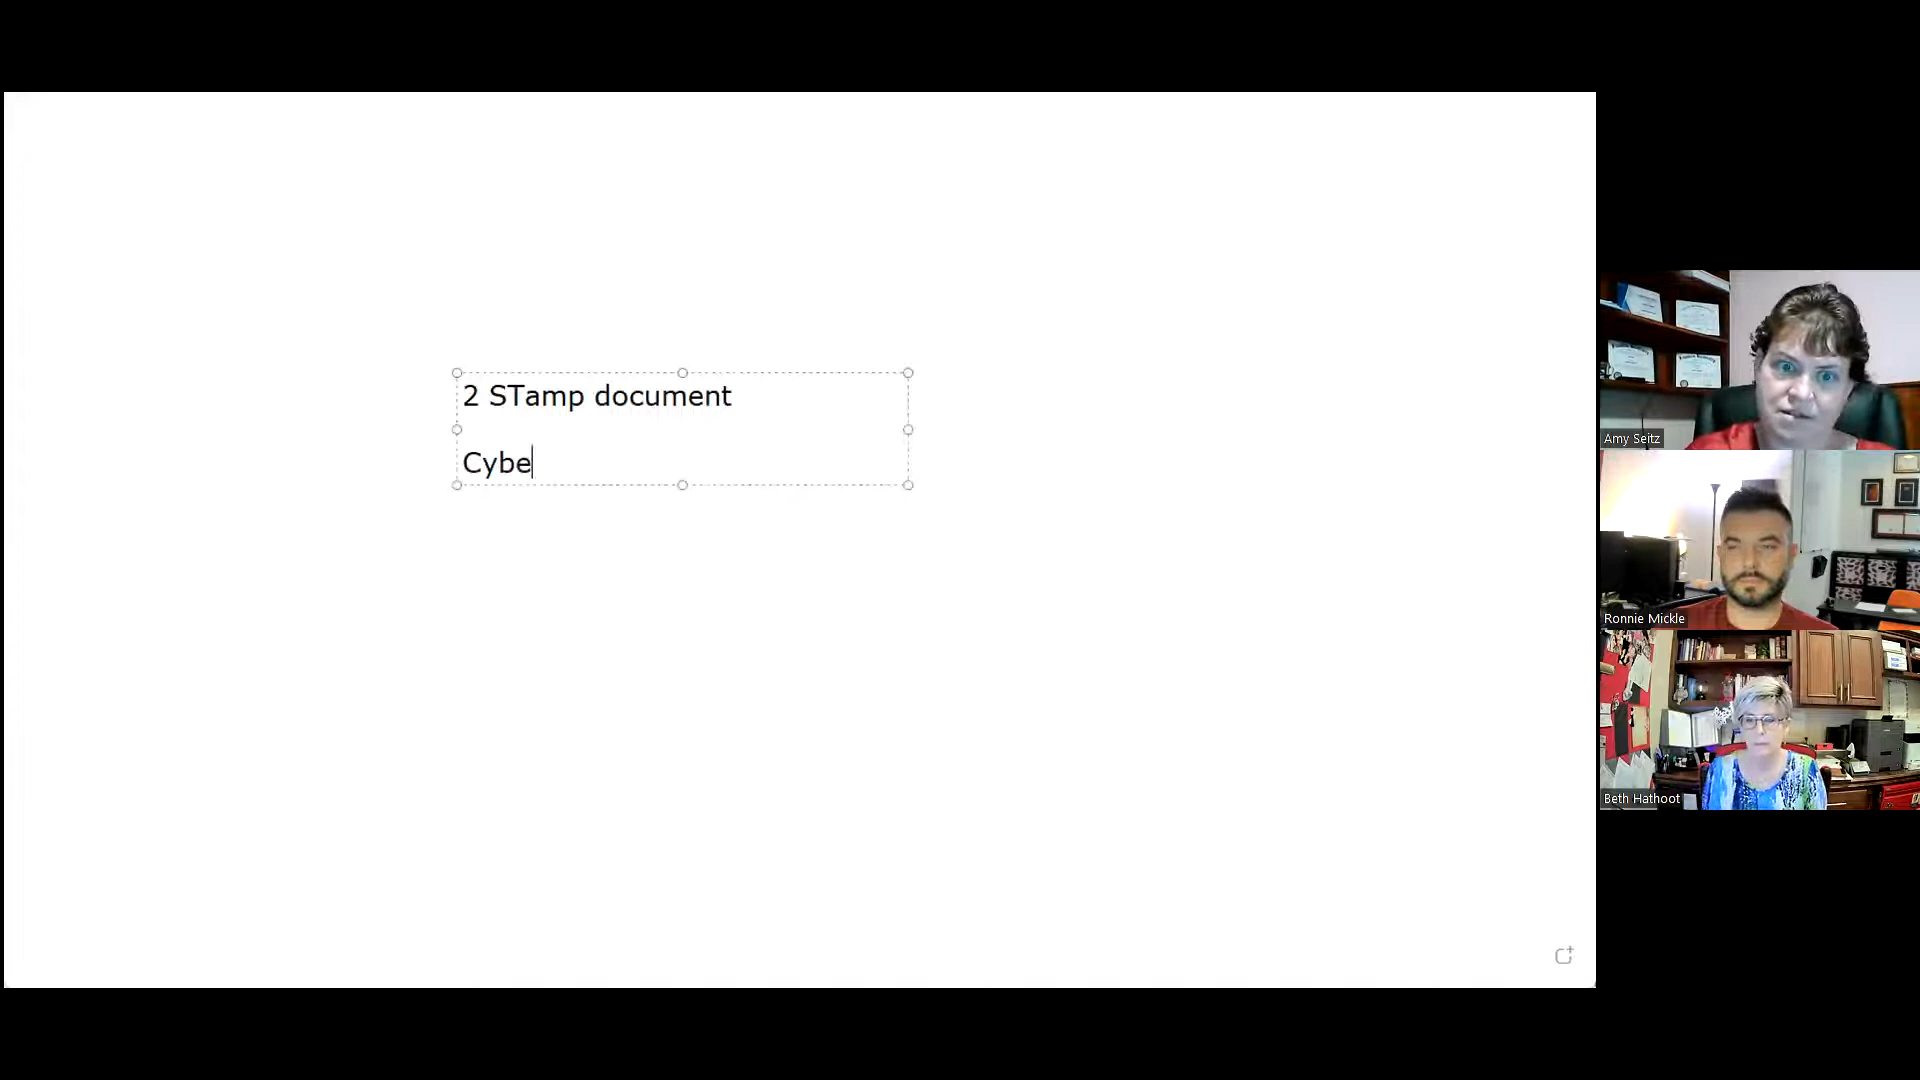 2 STamp document
Cybe
Amy Seitz
Ronnie Mickle
Beth Hathoot